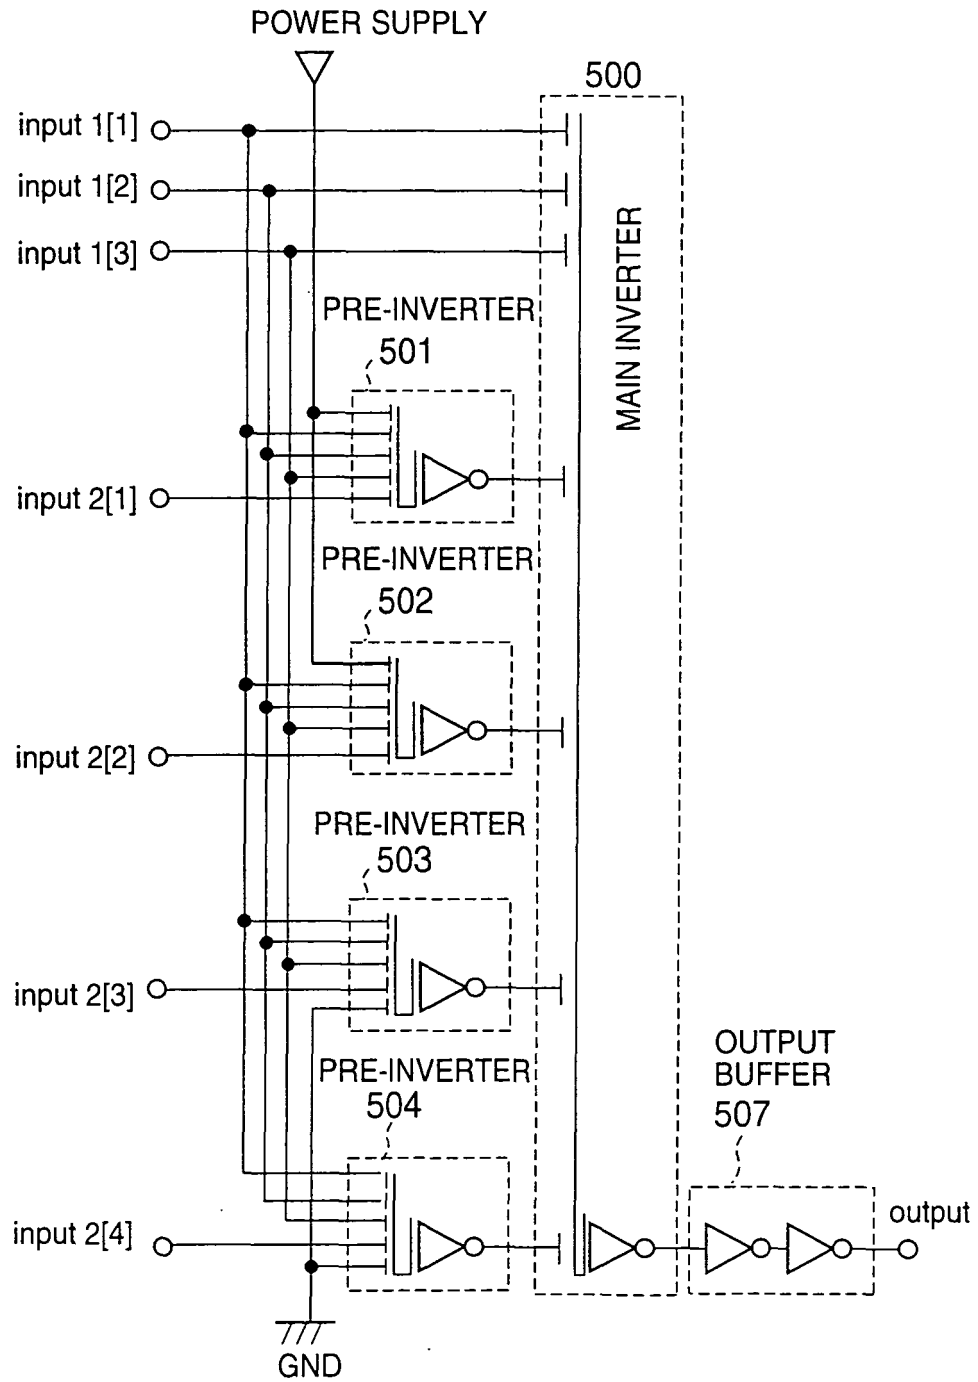 POWER SUPPLY
500
input 1[1]
input 1[2]
input 1[3]
MAIN INVERTER
PRE-INVERTER
501
input 2[1]
PRE-INVERTER
502
input 2[2]
PRE-INVERTER
503
input 2[3]
PRE-INVERTER
504
OUTPUT
BUFFER
507
input 2[4]
output
GND